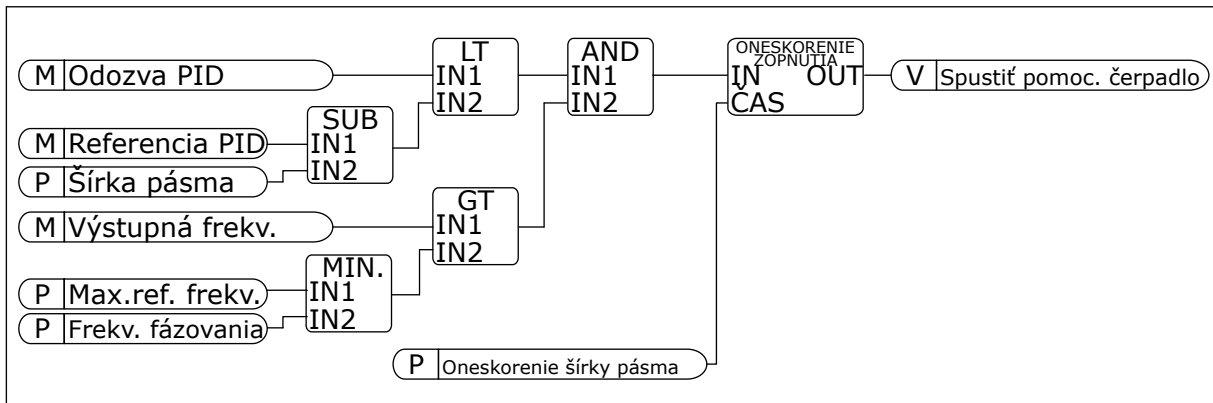 M Odozva PID
LT
IN1
IN2
AND
IN1
IN2
ONESKORENIE
ZOPNUTIA
IN OUT
ČAS
V Spustiť pomoc. čerpadlo
M Referencia PID
P Šírka pásma
SUB
IN1
IN2
M Výstupná frekv.
GT
IN1
IN2
P Max.ref. frekv.
P Frekv. fázovania
MIN.
IN1
IN2
P Oneskorenie šírky pásma